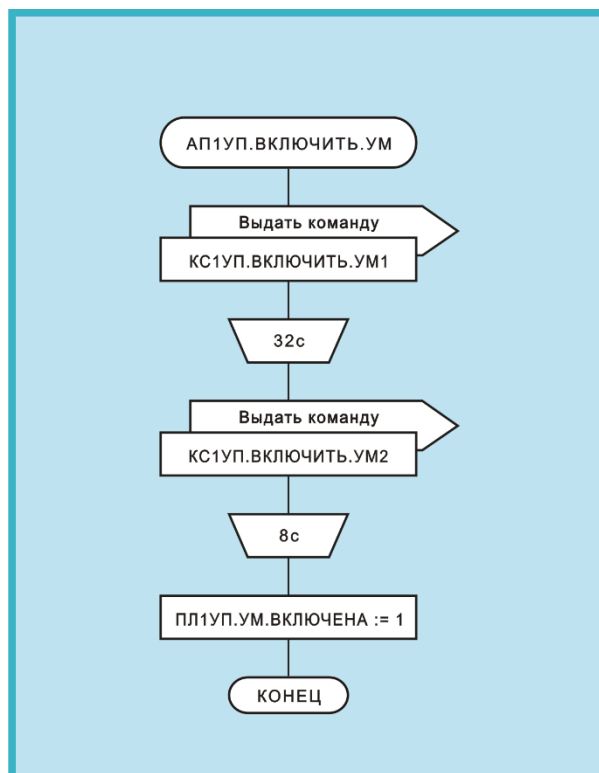 АП1УП.ВКЛЮЧИТЬ.УМ
Выдать команду
КС1УП.ВКЛЮЧИТЬ.УМ1
32с
Выдать команду
КС1УП.ВКЛЮЧИТЬ.УМ2
8с
ПЛ1УП.УМ.ВКЛЮЧЕНА := 1
КОНЕЦ